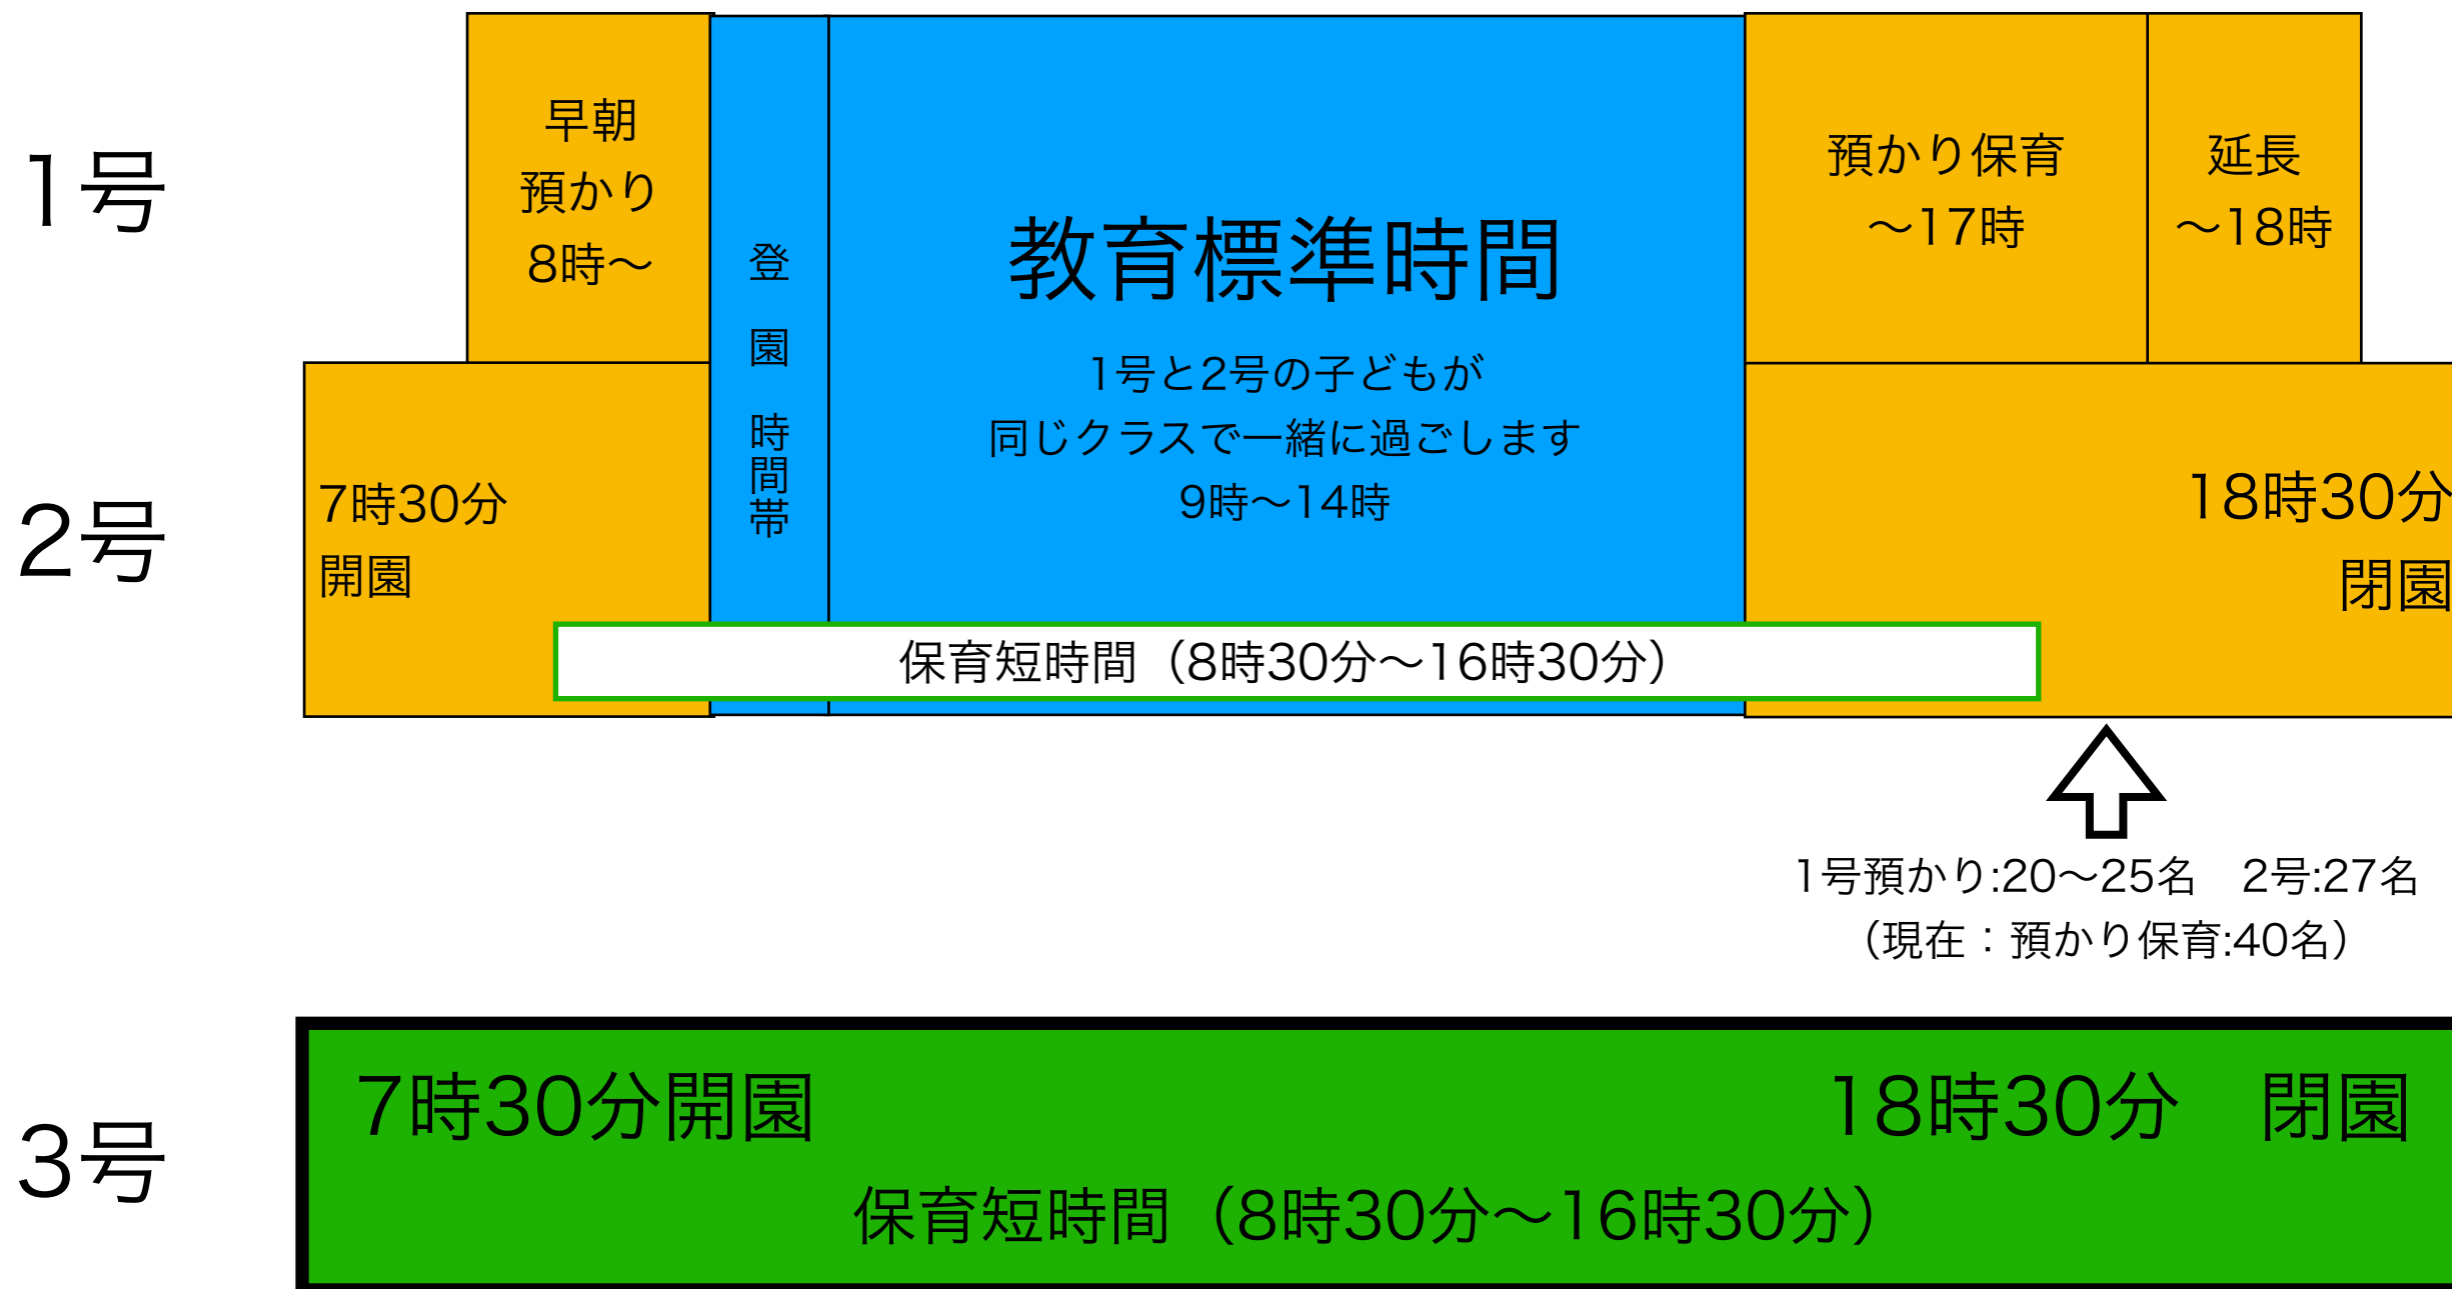 1号
早朝
預かり
8時〜
登 園 時間帯
教育標準時間
1号と2号の子どもが
同じクラスで一緒に過ごします
9時〜14時
預かり保育
〜17時
延長
〜18時
2号
7時30分
開園
18時30分
閉園
保育短時間（8時30分〜16時30分）
1号預かり:20〜25名　2号:27名
（現在：預かり保育:40名）
3号
7時30分開園
18時30分　閉園
保育短時間（8時30分〜16時30分）